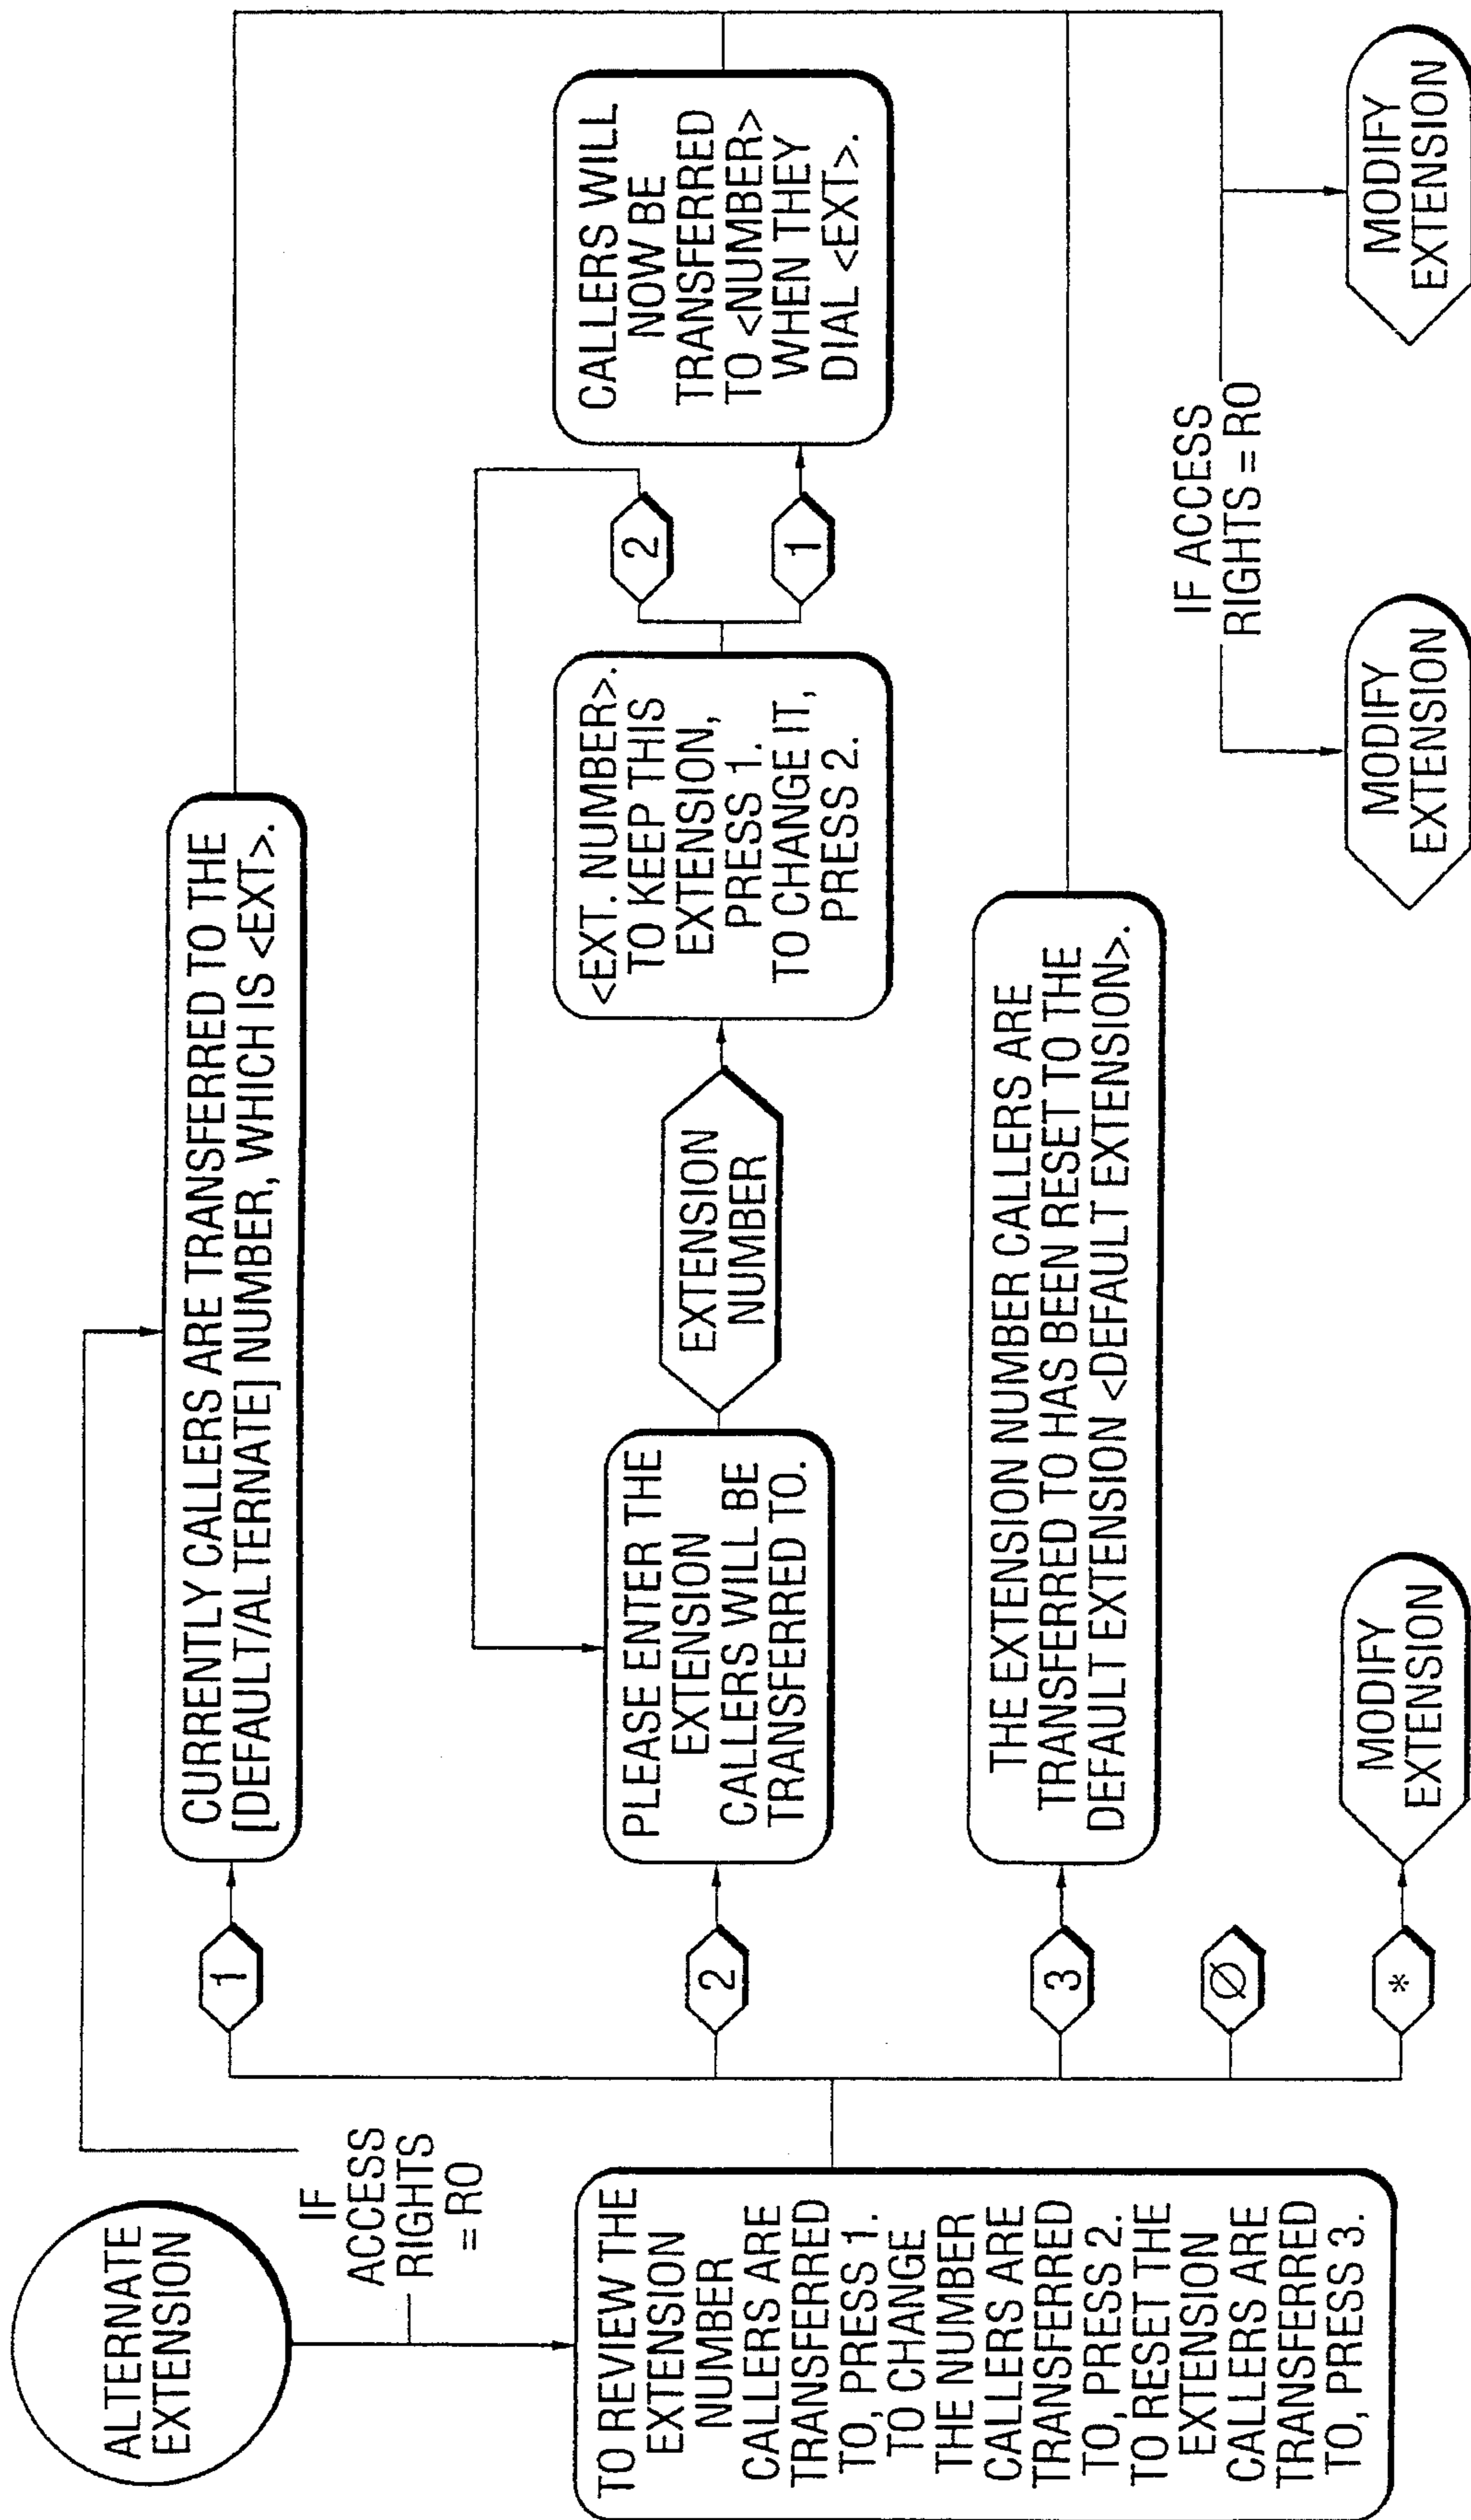 ALTERNATE
EXTENSION
IF
ACCESS
RIGHTS
= RO
TO REVIEW THE
EXTENSION
NUMBER
CALLERS ARE
TRANSFERRED
TO, PRESS 1.
TO CHANGE
THE NUMBER
CALLERS ARE
TRANSFERRED
TO, PRESS 2.
TO RESET THE
EXTENSION
CALLERS ARE
TRANSFERRED
TO, PRESS 3.
1
CURRENTLY CALLERS ARE TRANSFERRED TO THE
[DEFAULT/ALTERNATE] NUMBER, WHICH IS <EXT>.
2
PLEASE ENTER THE
EXTENSION
CALLERS WILL BE
TRANSFERRED TO.
EXTENSION
NUMBER
<EXT. NUMBER>.
TO KEEP THIS
EXTENSION,
PRESS 1.
TO CHANGE IT,
PRESS 2.
2
1
CALLERS WILL
NOW BE
TRANSFERRED
TO <NUMBER>
WHEN THEY
DIAL <EXT>.
3
THE EXTENSION NUMBER CALLERS ARE
TRANSFERRED TO HAS BEEN RESET TO THE
DEFAULT EXTENSION <DEFAULT EXTENSION>.
Ø
*
MODIFY
EXTENSION
IF ACCESS
RIGHTS = RO
MODIFY
EXTENSION
MODIFY
EXTENSION